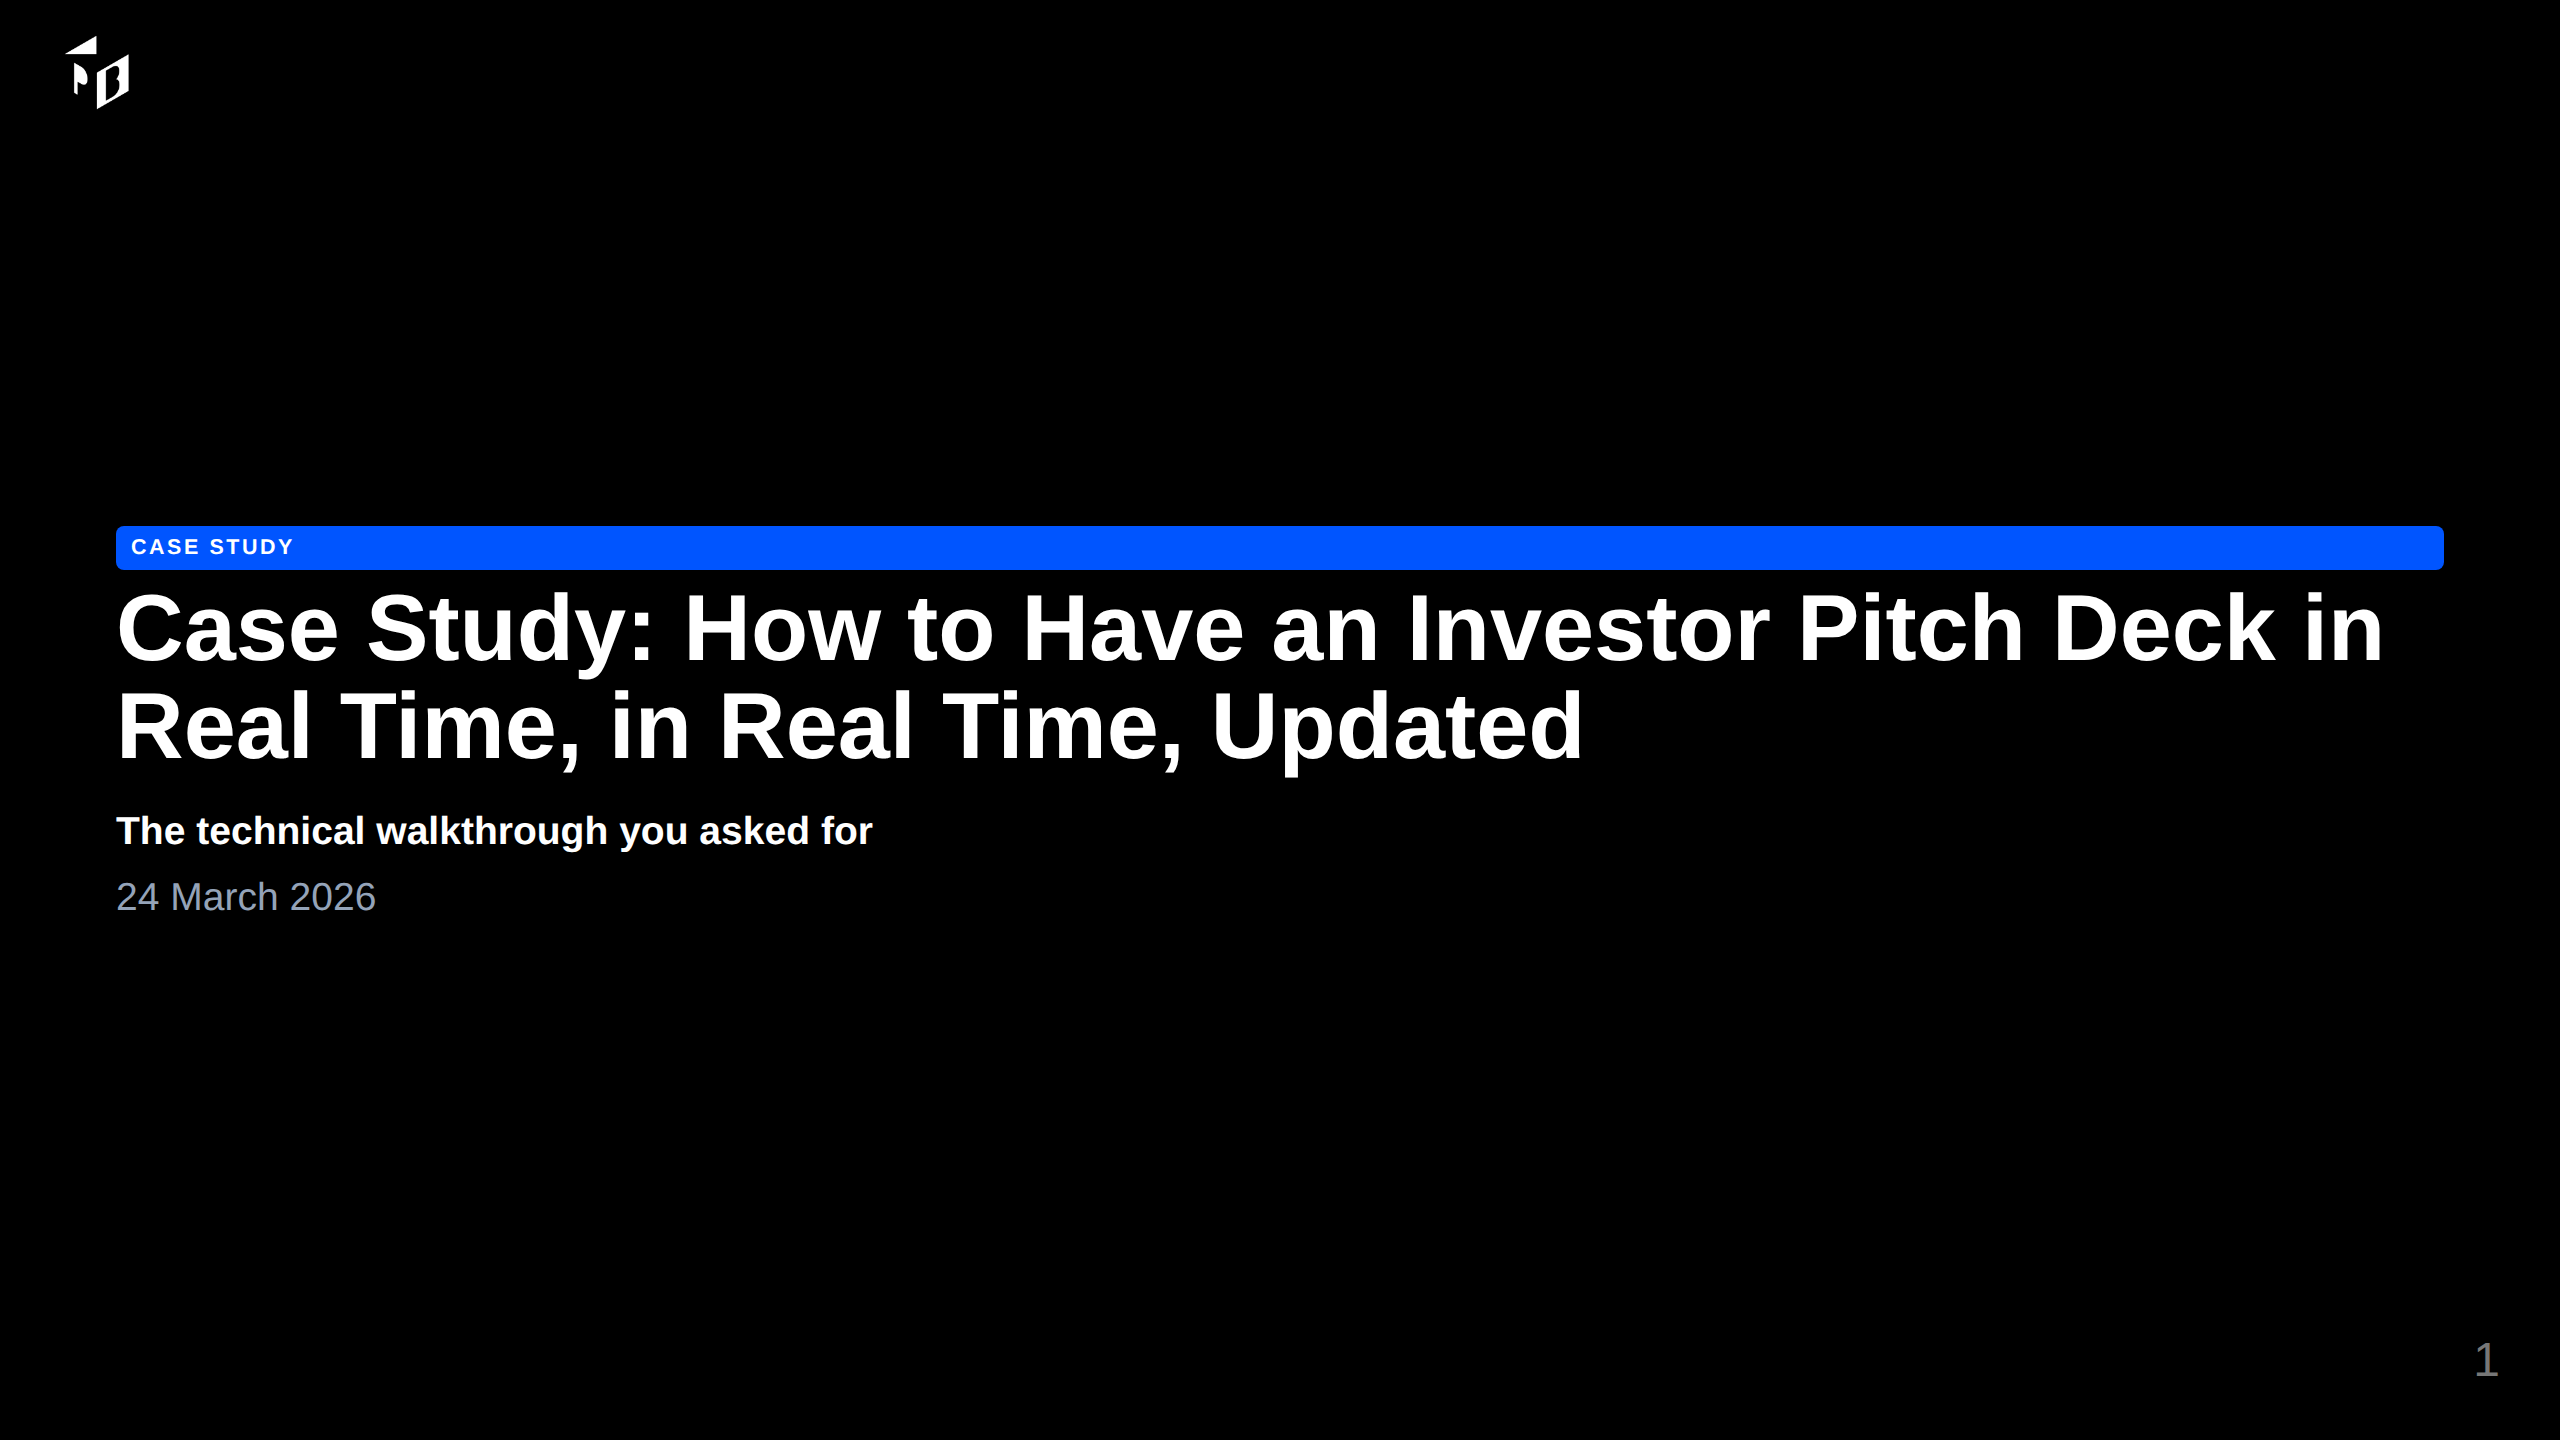 CASE STUDY
Case Study: How to Have an Investor Pitch Deck in
Real Time, in Real Time, Updated
The technical walkthrough you asked for
24 March 2026
1